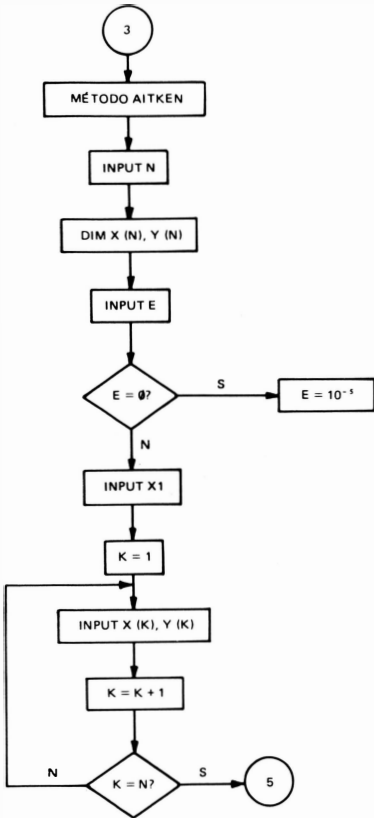 3
MÉTODO AITKEN
INPUT N
DIM X (N), Y (N)
INPUT E
E = Ø?
S
E = 10⁻⁵
N
INPUT X1
K = 1
INPUT X (K), Y (K)
K = K + 1
N
K = N?
S
5